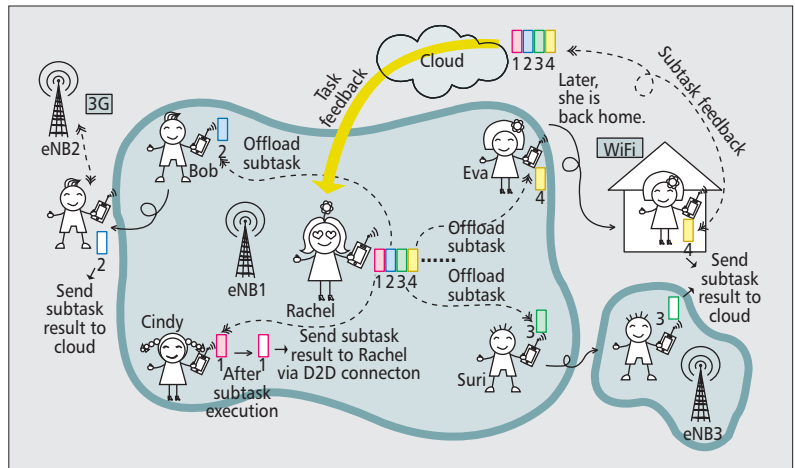 Cloud
1234
Task
feedback
Later,
she is
back home.
Subtask feedback
3G
eNB2
WiFi
2
Bob
Offload
subtask
Eva
4
4
2
Send
subtask
result to
cloud
eNB1
Rachel
1234
......
Offload
subtask
Offload
subtask
Send
subtask
result to
cloud
Cindy
1
1
After
subtask
execution
Send subtask
result to Rachel
via D2D connecton
3
Suri
3
eNB3